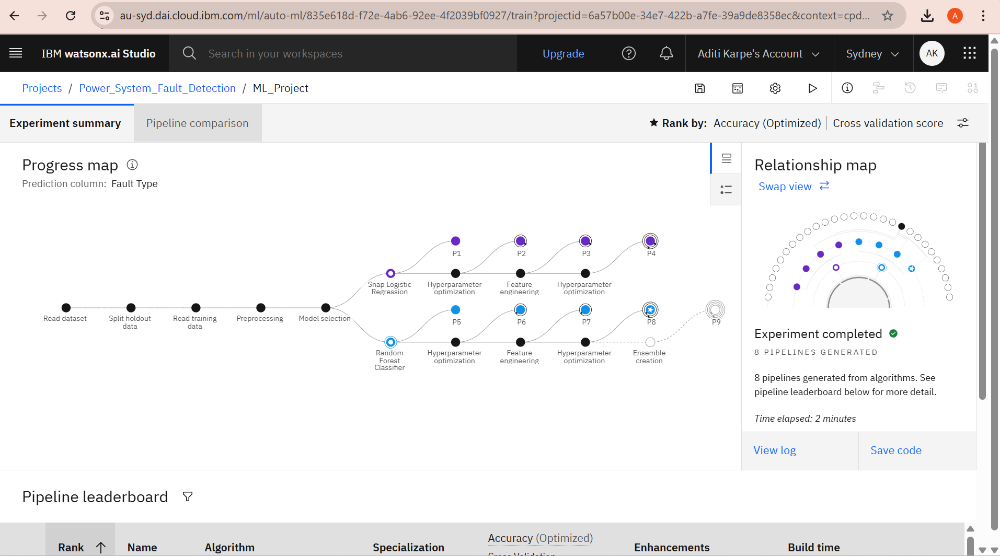 au-syd.dai.cloud.ibm.com/ml/auto-ml/835e618d-f72e-4ab6-92ee-4f2039bf0927/train?projectid=6a57b00e-34e7-422b-a7fe-39a9de8358ec&context=cpd...
A
IBM watsonx.ai Studio
Search in your workspaces
Upgrade
Aditi Karpe's Account
Sydney
AK
Projects / Power_System_Fault_Detection / ML_Project
Experiment summary
Pipeline comparison
Rank by: Accuracy (Optimized) | Cross validation score
Progress map
Prediction column: Fault Type
P1
P2
P3
P4
Snap Logistic
Regression
Hyperparameter
optimization
Feature
engineering
Hyperparameter
optimization
Read dataset
Split holdout
data
Read training
data
Preprocessing
Model selection
P5
P6
P7
P8
P9
Random
Forest
Classifier
Hyperparameter
optimization
Feature
engineering
Hyperparameter
optimization
Ensemble
creation
Relationship map
Swap view
Experiment completed
8 PIPELINES GENERATED
8 pipelines generated from algorithms. See
pipeline leaderboard below for more detail.
Time elapsed: 2 minutes
View log
Save code
Pipeline leaderboard
Rank
Name
Algorithm
Specialization
Accuracy (Optimized)
Cross Validation
Enhancements
Build time